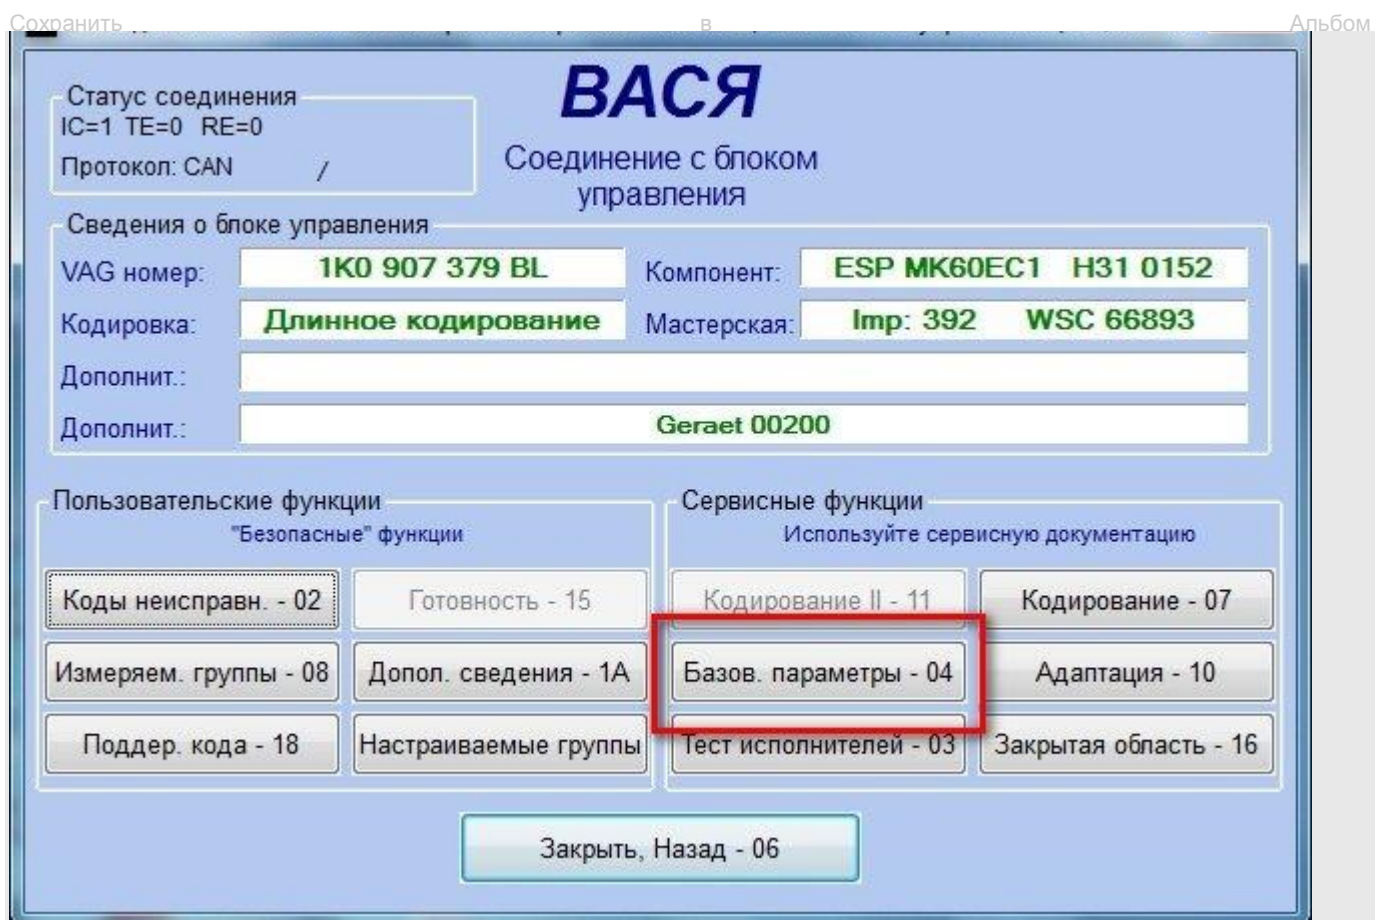 Сохранить в Альбом
ВАСЯ
Соединение с блоком
управления
Статус соединения
IC=1 TE=0 RE=0
Протокол: CAN /
Сведения о блоке управления
VAG номер: 1K0 907 379 BL Компонент: ESP MK60EC1 H31 0152
Кодировка: Длинное кодирование Мастерская: Imp: 392 WSC 66893
Дополнит.:
Дополнит.: Geraet 00200
Пользовательские функции
"Безопасные" функции
Сервисные функции
Используйте сервисную документацию
Коды неисправн. - 02 Готовность - 15 Кодирование II - 11 Кодирование - 07
Измеряем. группы - 08 Допол. сведения - 1A Базов. параметры - 04 Адаптация - 10
Поддер. кода - 18 Настраиваемые группы Тест исполнителей - 03 Закрытая область - 16
Закрыть, Назад - 06